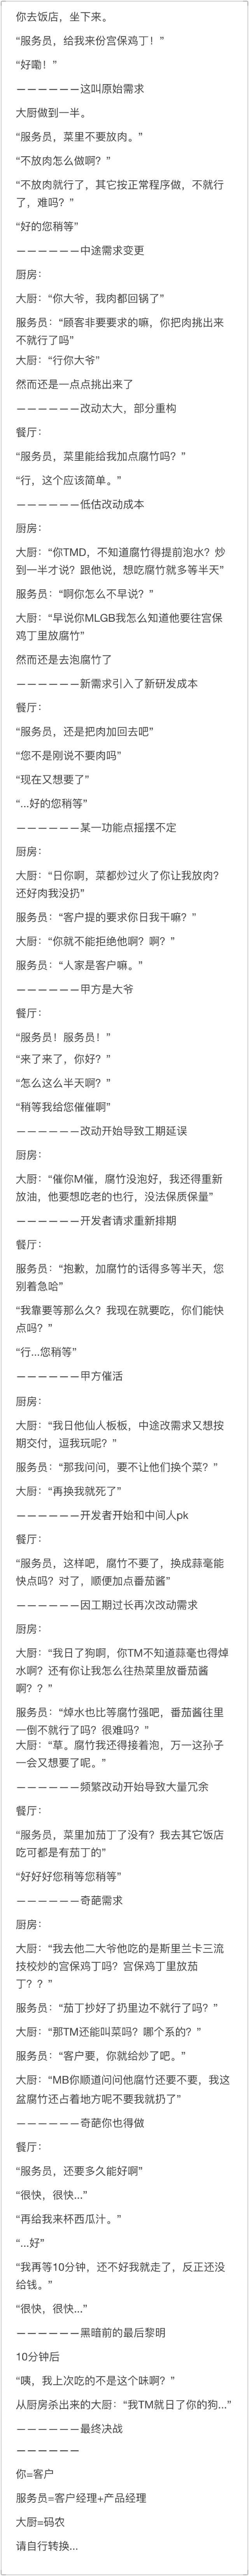 你去饭店，坐下来。
“服务员，给我来份宫保鸡丁！”
“好嘞！”
——————这叫原始需求
大厨做到一半。
“服务员，菜里不要放肉。”
“不放肉怎么做啊？”
“不放肉就行了，其它按正常程序做，不就行
了，难吗？”
“好的您稍等”
——————中途需求变更
厨房：
大厨：“你大爷，我肉都回锅了”
服务员：“顾客非要要求的嘛，你把肉挑出来
不就行了吗”
大厨：“行你大爷”
然而还是一点点挑出来了
——————改动太大，部分重构
餐厅：
“服务员，菜里能给我加点腐竹吗？”
“行，这个应该简单。”
——————低估改动成本
厨房：
大厨：“你TMD，不知道腐竹得提前泡水？炒
到一半才说？跟他说，想吃腐竹就多等半天”
服务员：“啊你怎么不早说？”
大厨：“早说你MLGB我怎么知道他要往宫保
鸡丁里放腐竹”
然而还是去泡腐竹了
——————新需求引入了新研发成本
餐厅：
“服务员，还是把肉加回去吧”
“您不是刚说不要肉吗”
“现在又想要了”
“...好的您稍等”
——————某一功能点摇摆不定
厨房：
大厨：“日你啊，菜都炒过火了你让我放肉？
还好肉我没扔”
服务员：“客户提的要求你日我干嘛？”
大厨：“你就不能拒绝他啊？啊？”
服务员：“人家是客户嘛。”
——————甲方是大爷
餐厅：
“服务员！服务员！”
“来了来了，你好？”
“怎么这么半天啊？”
“稍等我给您催催啊”
——————改动开始导致工期延误
厨房：
大厨：“催你M催，腐竹没泡好，我还得重新
放油，他要想吃老的也行，没法保质保量”
——————开发者请求重新排期
餐厅：
服务员：“抱歉，加腐竹的话得多等半天，您
别着急哈”
“我靠要等那么久？我现在就要吃，你们能快
点吗？”
“行...您稍等”
——————甲方催活
厨房：
大厨：“我日他仙人板板，中途改需求又想按
期交付，逗我玩呢？”
服务员：“那我问问，要不让他们换个菜？”
大厨：“再换我就死了”
——————开发者开始和中间人pk
餐厅：
“服务员，这样吧，腐竹不要了，换成蒜毫能
快点吗？对了，顺便加点番茄酱”
——————因工期过长再次改动需求
厨房：
大厨：“我日了狗啊，你TM不知道蒜毫也得焯
水啊？还有你让我怎么往热菜里放番茄酱
啊？？”
服务员：“焯水也比等腐竹强吧，番茄酱往里
一倒不就行了吗？很难吗？”
大厨：“草。腐竹我还得接着泡，万一这孙子
一会又想要了呢。”
——————频繁改动开始导致大量冗余
餐厅：
“服务员，菜里加茄丁了没有？我去其它饭店
吃可都是有茄丁的”
“好好好您稍等您稍等”
——————奇葩需求
厨房：
大厨：“我去他二大爷他吃的是斯里兰卡三流
技校炒的宫保鸡丁吗？宫保鸡丁里放茄
丁？？”
服务员：“茄丁抄好了扔里边不就行了吗？”
大厨：“那TM还能叫菜吗？哪个系的？”
服务员：“客户要，你就给炒了吧。”
大厨：“MB你顺道问问他腐竹还要不要，我这
盆腐竹还占着地方呢不要我就扔了”
——————奇葩你也得做
餐厅：
“服务员，还要多久能好啊”
“很快，很快...”
“再给我来杯西瓜汁。”
“...好”
“我再等10分钟，还不好我就走了，反正还没
给钱。”
“很快，很快...”
——————黑暗前的最后黎明
10分钟后
“咦，我上次吃的不是这个味啊？”
从厨房杀出来的大厨：“我TM就日了你的狗...”
——————最终决战
——————
你=客户
服务员=客户经理+产品经理
大厨=码农
请自行转换...